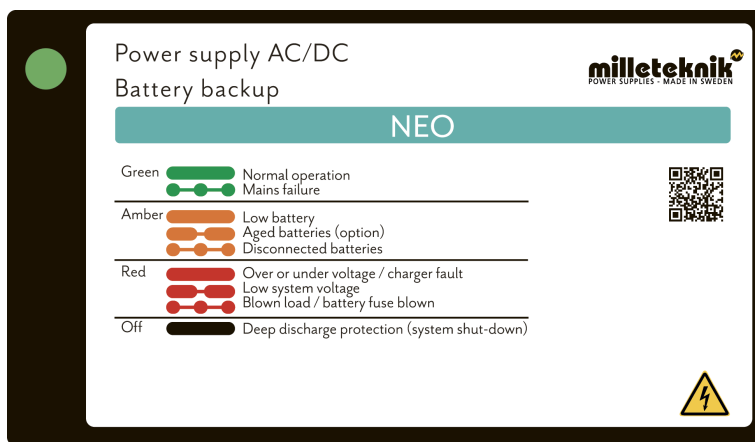 Power supply AC/DC
Battery backup
milleteknik
POWER SUPPLIES - MADE IN SWEDEN
NEO
Green
Normal operation
Mains failure
Amber
Low battery
Aged batteries (option)
Disconnected batteries
Red
Over or under voltage / charger fault
Low system voltage
Blown load / battery fuse blown
Off
Deep discharge protection (system shut-down)